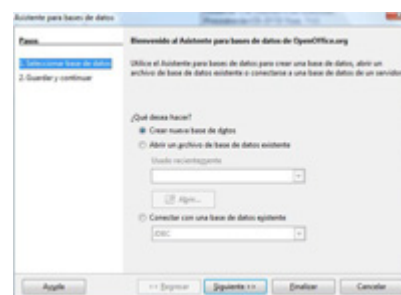 Asistente para bases de datos
Pasos
1. Seleccionar base de datos
2. Guardar y continuar
Bienvenido al Asistente para bases de datos de OpenOffice.org
Utilice el Asistente para bases de datos para crear una base de datos, abrir un
archivo de base de datos existente o conectarse a una base de datos de un servidor.
¿Qué desea hacer?
Crear nueva base de datos
Abrir un archivo de base de datos existente
Usado recientemente
Abrir...
Conectar con una base de datos existente
JDBC
Ayuda
<< Regresar
Siguiente >>
Finalizar
Cancelar